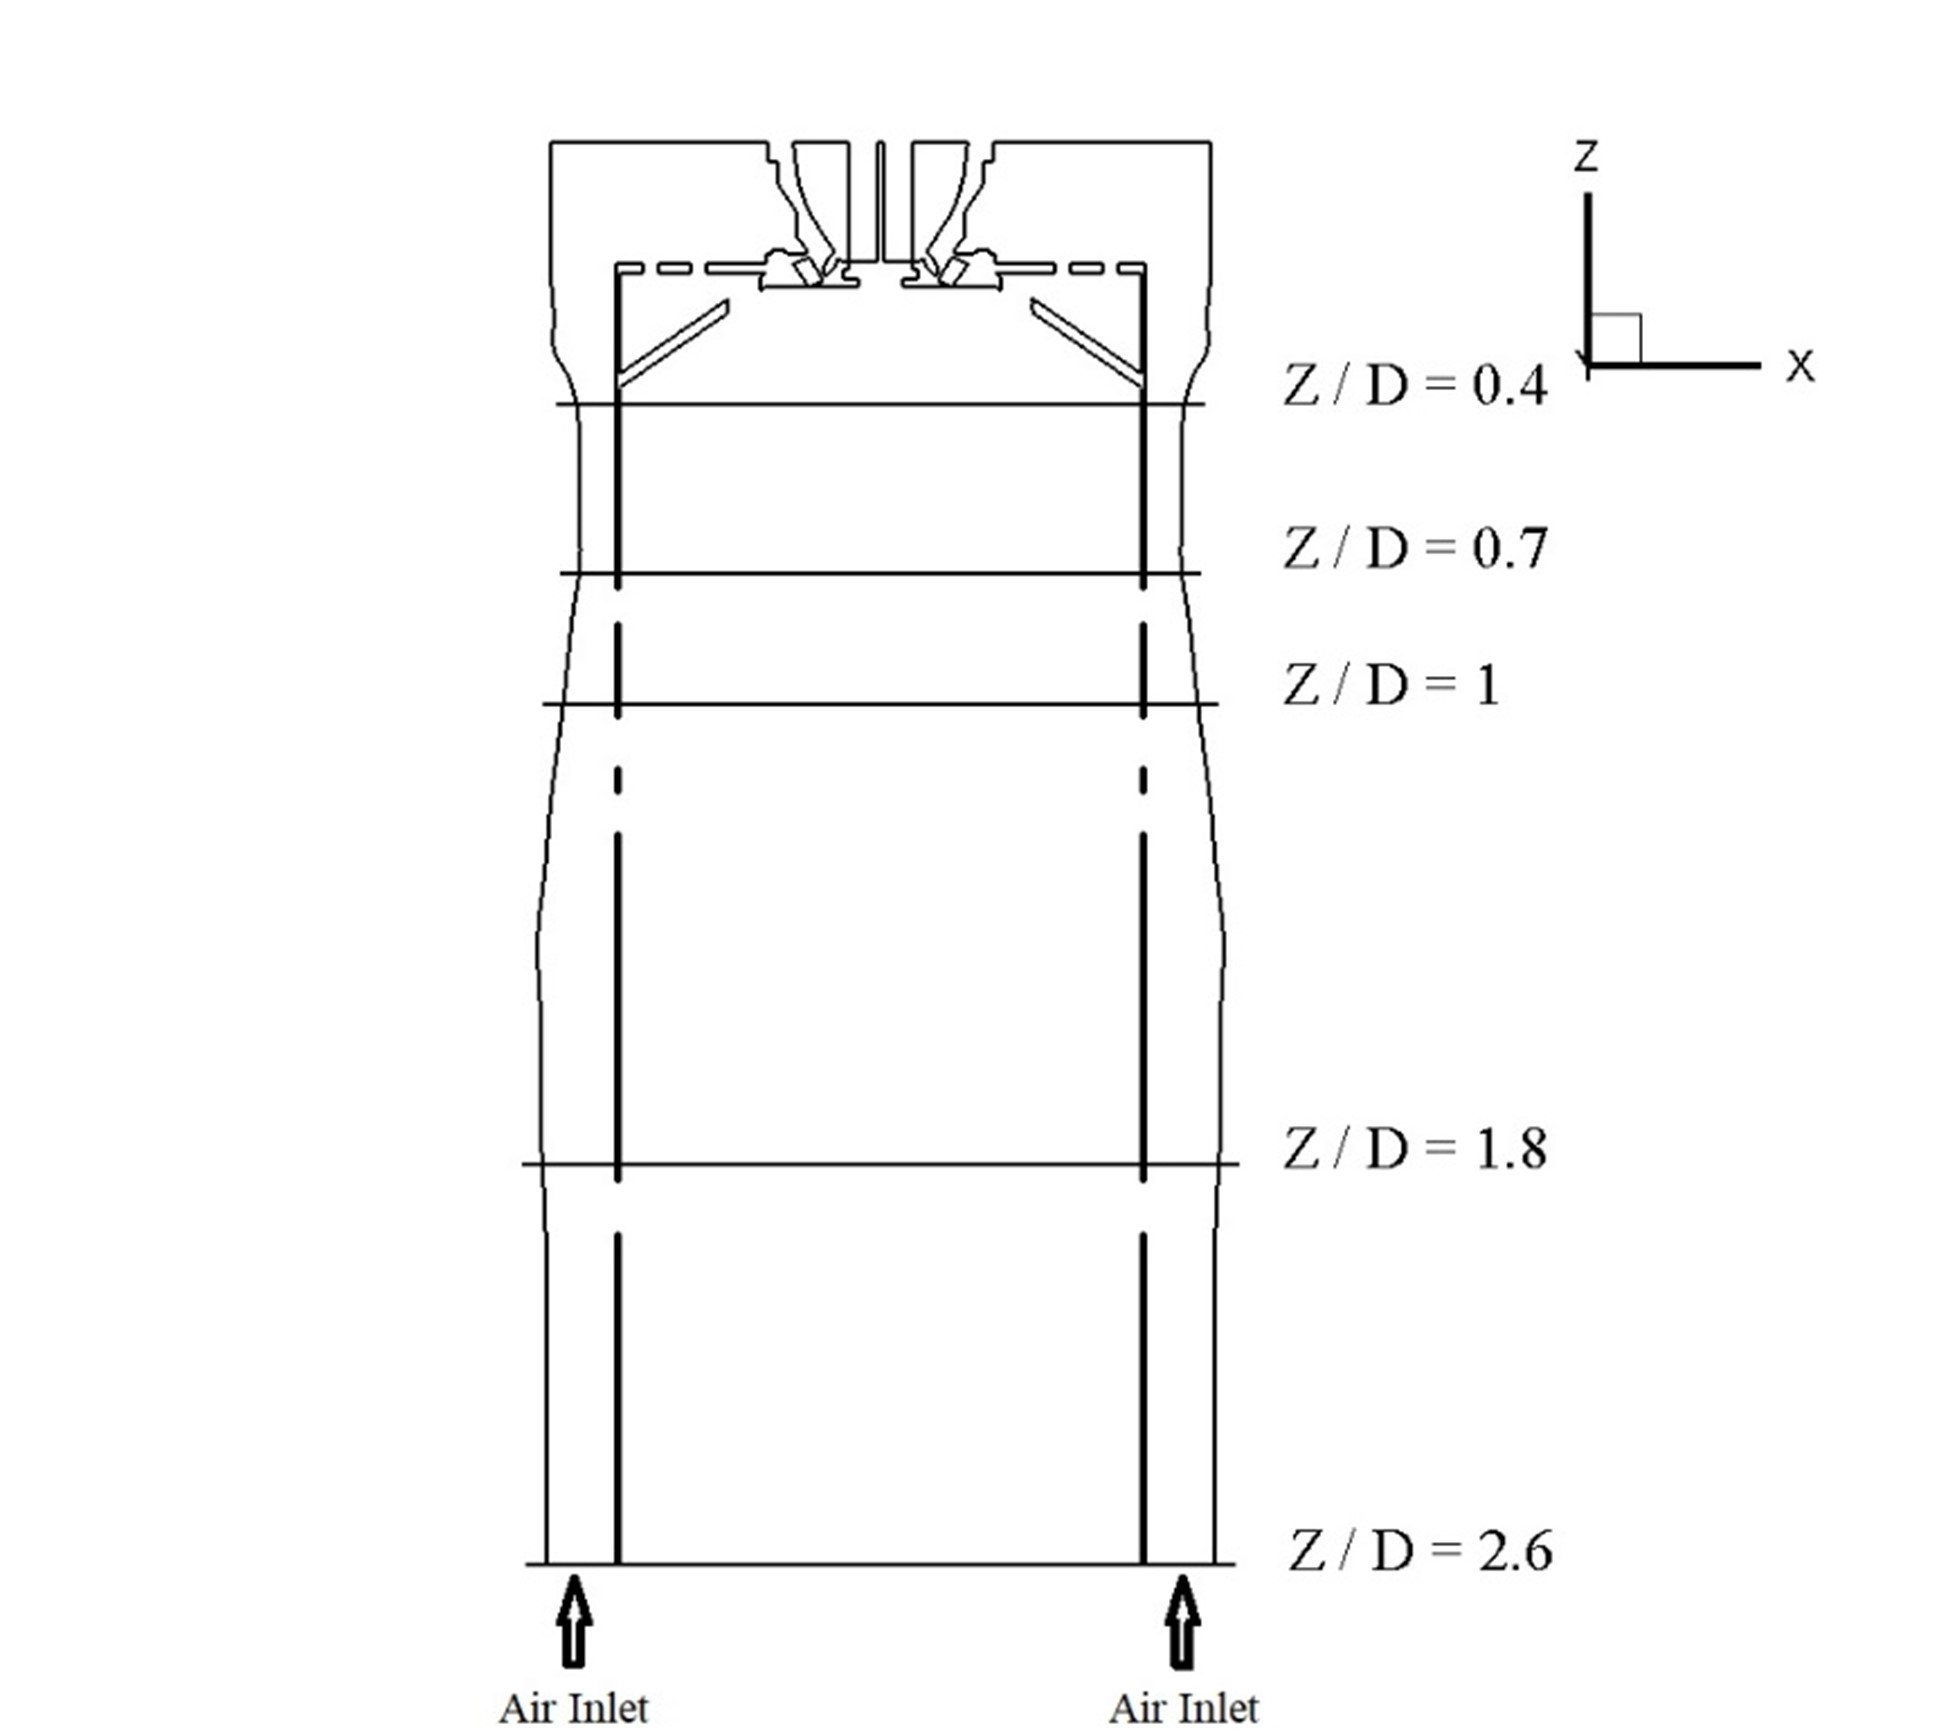 Z
X
Y
Z / D = 0.4
Z / D = 0.7
Z / D = 1
Z / D = 1.8
Z / D = 2.6
Air Inlet
Air Inlet